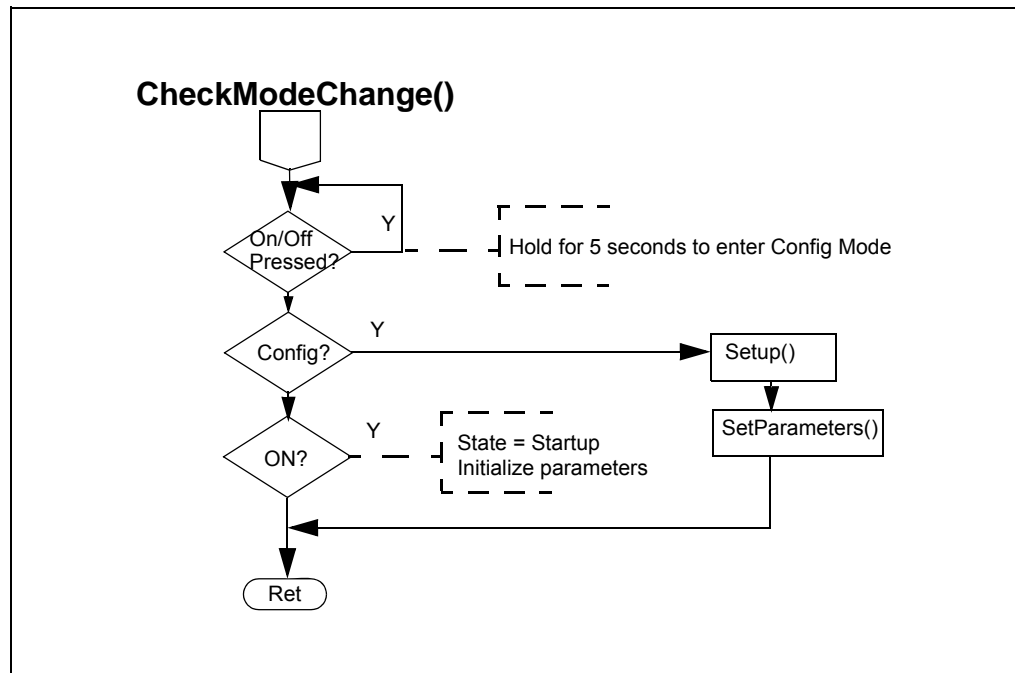 CheckModeChange()
Y
On/Off
Pressed?
Hold for 5 seconds to enter Config Mode
Y
Config?
Setup()
SetParameters()
Y
ON?
State = Startup
Initialize parameters
Ret